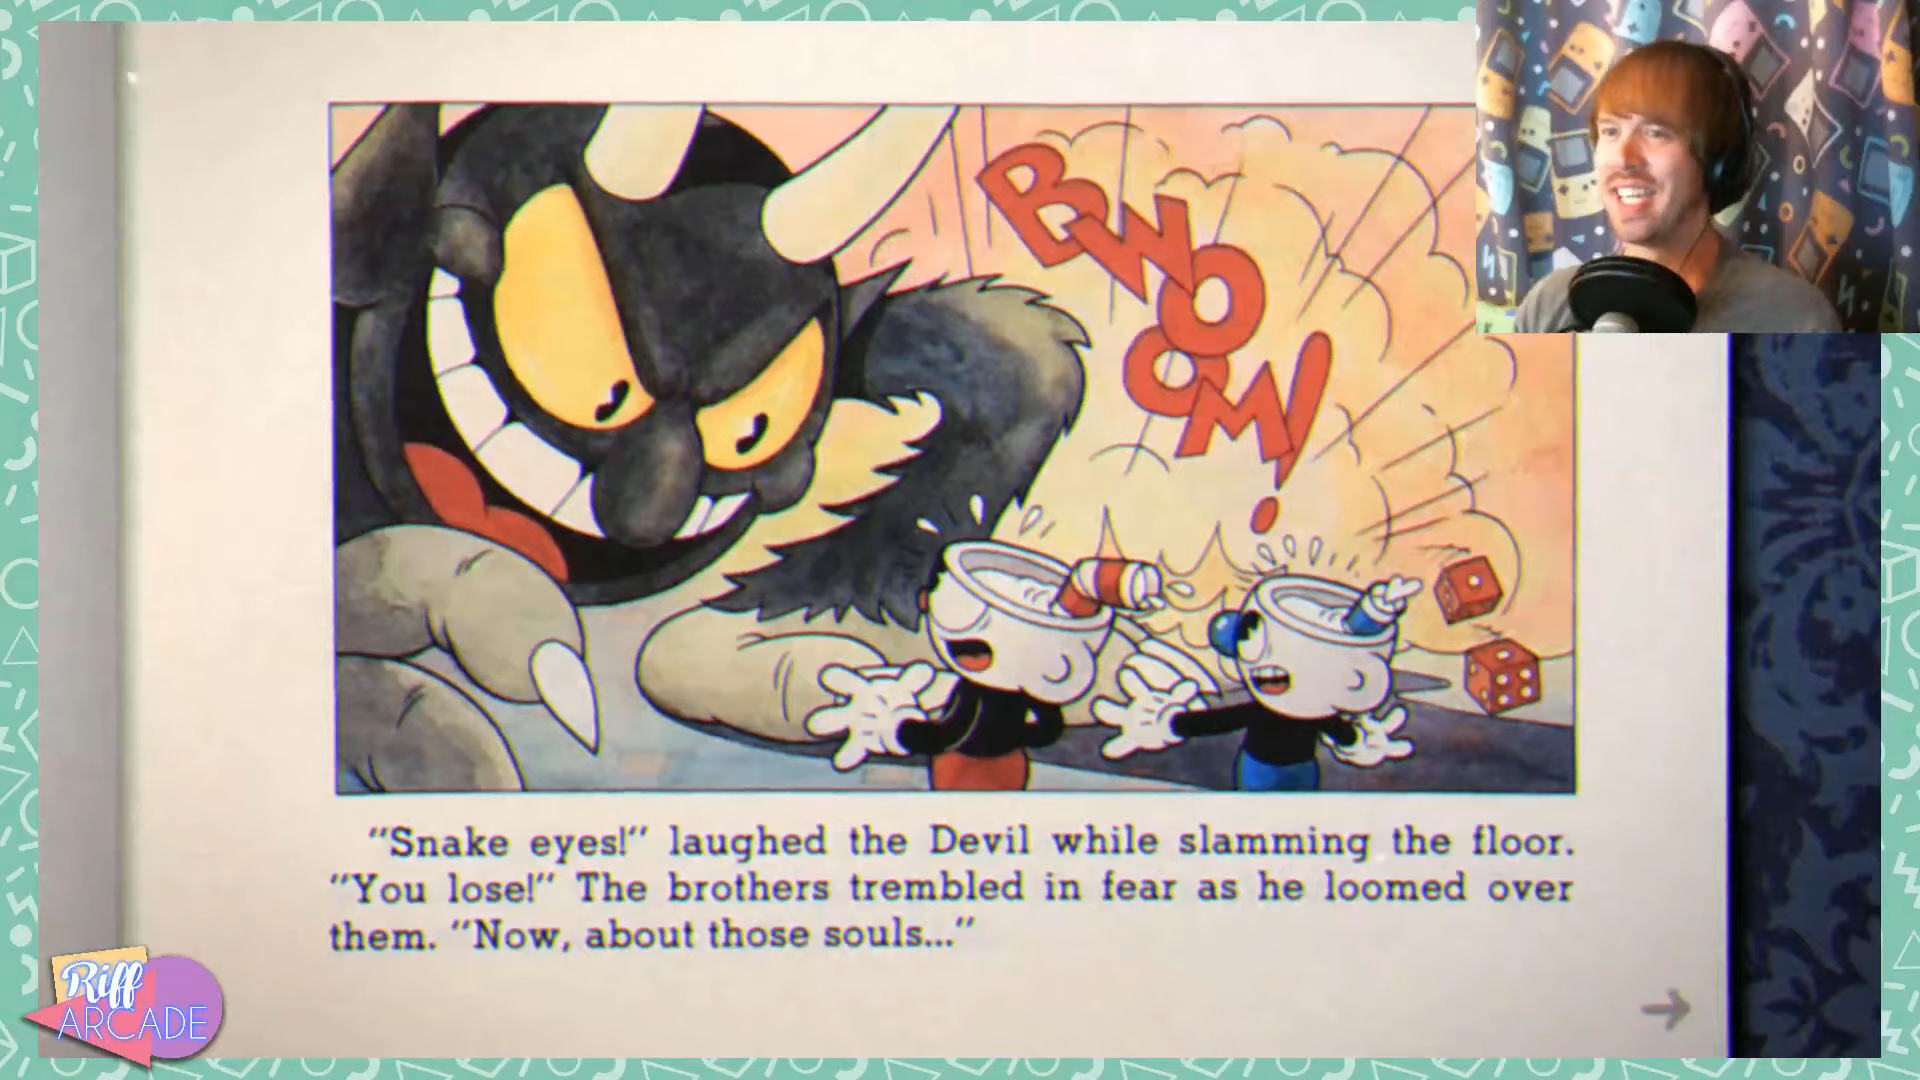 BWOOM!
“Snake eyes!” laughed the Devil while slamming the floor.
“You lose!” The brothers trembled in fear as he loomed over
them. “Now, about those souls...”
Riff
ARCADE